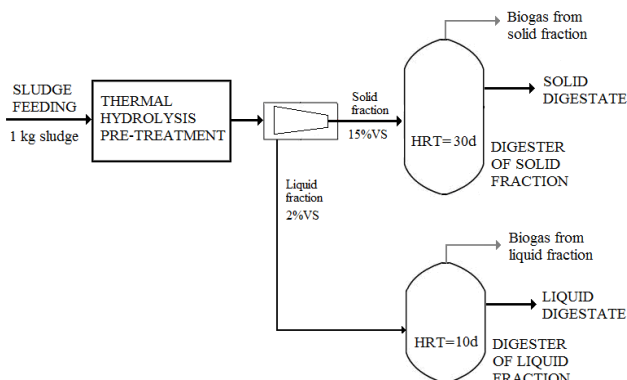 SLUDGE
FEEDING
1 kg sludge
THERMAL
HYDROLYSIS
PRE-TREATMENT
Solid
fraction
15%VS
Liquid
fraction
2%VS
Biogas from
solid fraction
SOLID
DIGESTATE
HRT=30d
DIGESTER
OF SOLID
FRACTION
Biogas from
liquid fraction
LIQUID
DIGESTATE
HRT=10d
DIGESTER
OF LIQUID
FRACTION